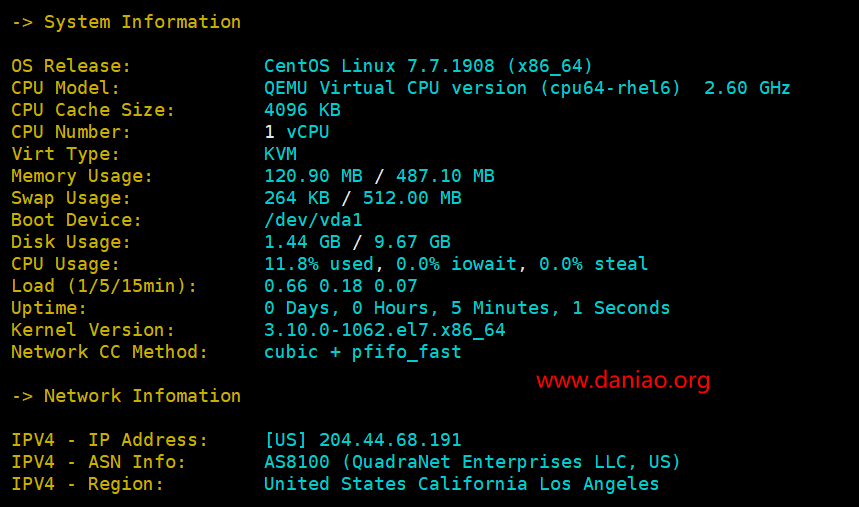 -> System Information
OS Release: CentOS Linux 7.7.1908 (x86_64)
CPU Model: QEMU Virtual CPU version (cpu64-rhel6)  2.60 GHz
CPU Cache Size: 4096 KB
CPU Number: 1 vCPU
Virt Type: KVM
Memory Usage: 120.90 MB / 487.10 MB
Swap Usage: 264 KB / 512.00 MB
Boot Device: /dev/vda1
Disk Usage: 1.44 GB / 9.67 GB
CPU Usage: 11.8% used, 0.0% iowait, 0.0% steal
Load (1/5/15min): 0.66 0.18 0.07
Uptime: 0 Days, 0 Hours, 5 Minutes, 1 Seconds
Kernel Version: 3.10.0-1062.el7.x86_64
Network CC Method: cubic + pfifo_fast
www.daniao.org
-> Network Infomation
IPV4 - IP Address: [US] 204.44.68.191
IPV4 - ASN Info: AS8100 (QuadraNet Enterprises LLC, US)
IPV4 - Region: United States California Los Angeles